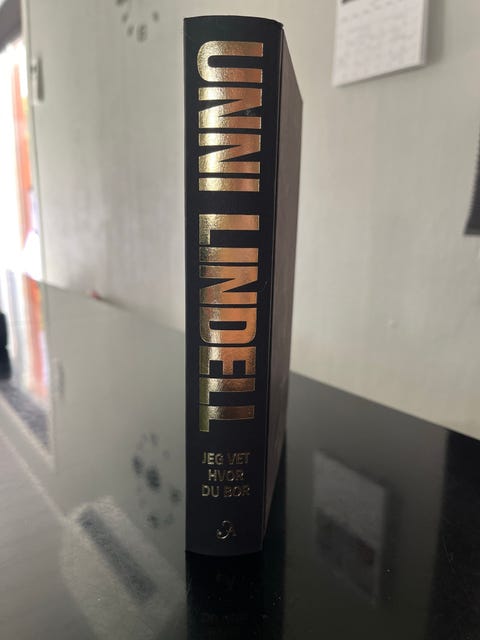 UNNI LINDELL
JEG VET
HVOR
DU BOR